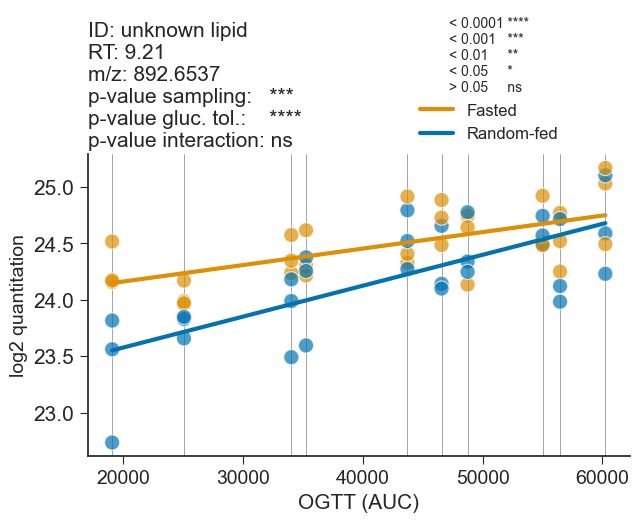 ID: unknown lipid
RT: 9.21
m/z: 892.6537
p-value sampling: ***
p-value gluc. tol.: ****
p-value interaction: ns
< 0.0001 ****
< 0.001 ***
< 0.01 **
< 0.05 *
> 0.05 ns
Fasted
Random-fed
25.0
24.5
24.0
23.5
23.0
log2 quantitation
20000 30000 40000 50000 60000
OGTT (AUC)